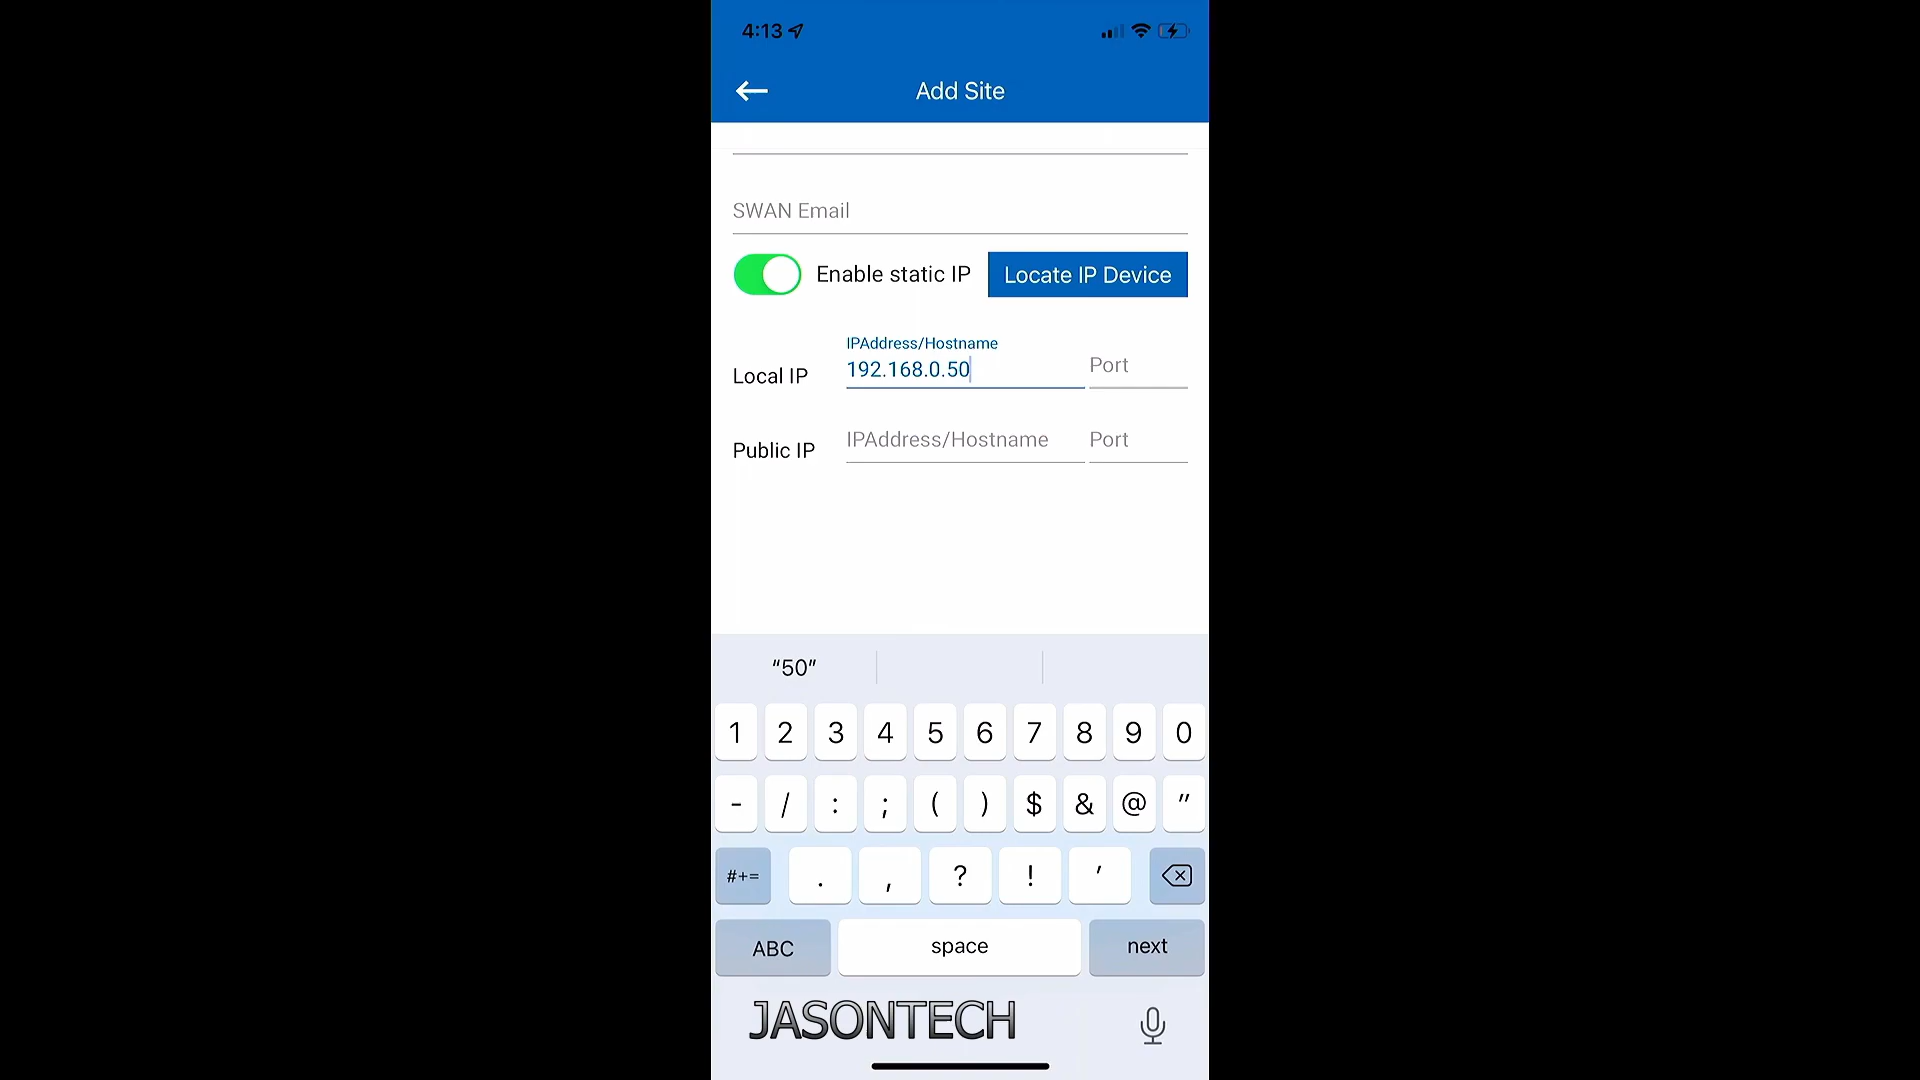 4:13
Add Site
SWAN Email
Enable static IP Locate IP Device
IPAddress/Hostname
Local IP 192.168.0.50 Port
Public IP IPAddress/Hostname Port
“50”
1 2 3 4 5 6 7 8 9 0
- / : ; ( ) $ & @ "
#+= . , ? ! '
ABC space next
JASONTECH